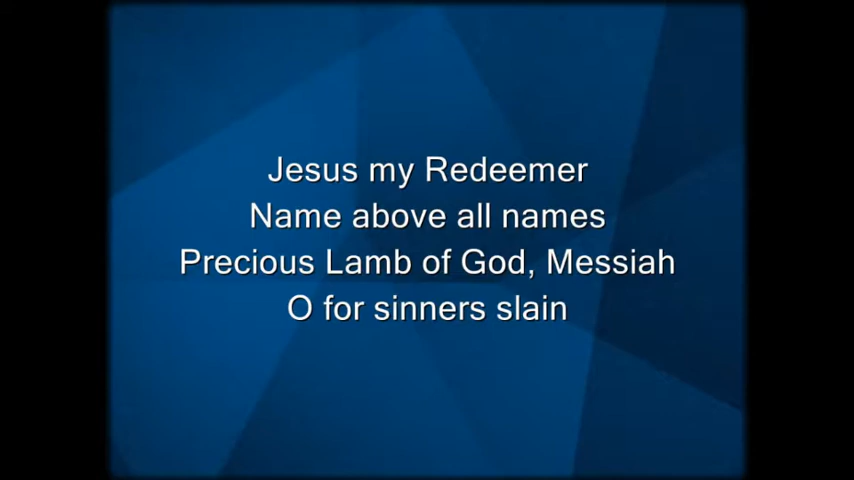 Jesus my Redeemer
Name above all names
Precious Lamb of God, Messiah
O for sinners slain